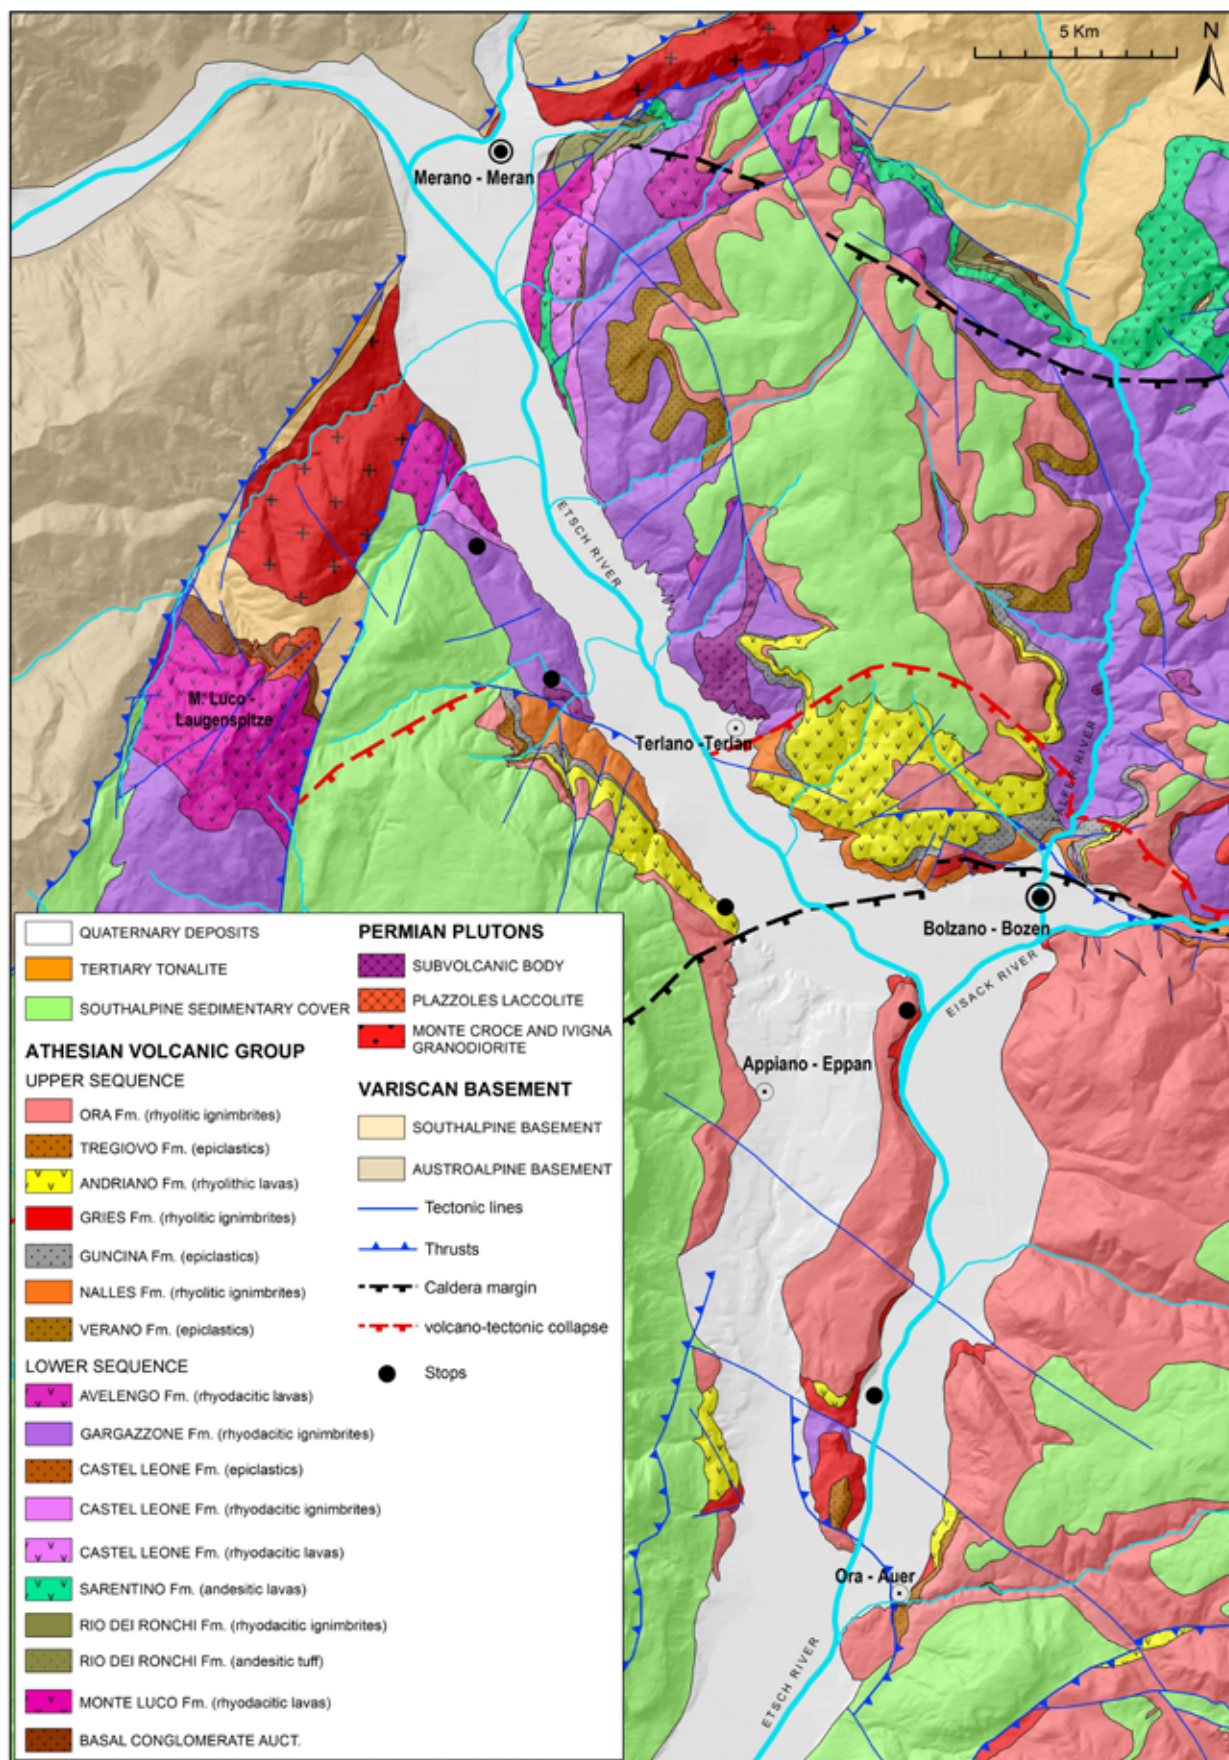 5 Km
N
Merano - Meran
ETSCH RIVER
M. Luco -
Laugenspitze
Terlano -Terlan
TALFER RIVER
Bolzano - Bozen
EISACK RIVER
Appiano - Eppan
Ora - Auer
ETSCH RIVER
QUATERNARY DEPOSITS
TERTIARY TONALITE
SOUTHALPINE SEDIMENTARY COVER
ATHESIAN VOLCANIC GROUP
UPPER SEQUENCE
ORA Fm. (rhyolitic ignimbrites)
TREGIOVO Fm. (epiclastics)
ANDRIANO Fm. (rhyolithic lavas)
GRIES Fm. (rhyolitic ignimbrites)
GUNCINA Fm. (epiclastics)
NALLES Fm. (rhyolitic ignimbrites)
VERANO Fm. (epiclastics)
LOWER SEQUENCE
AVELENGO Fm. (rhyodacitic lavas)
GARGAZZONE Fm. (rhyodacitic ignimbrites)
CASTEL LEONE Fm. (epiclastics)
CASTEL LEONE Fm. (rhyodacitic ignimbrites)
CASTEL LEONE Fm. (rhyodacitic lavas)
SARENTINO Fm. (andesitic lavas)
RIO DEI RONCHI Fm. (rhyodacitic ignimbrites)
RIO DEI RONCHI Fm. (andesitic tuff)
MONTE LUCO Fm. (rhyodacitic lavas)
BASAL CONGLOMERATE AUCT.
PERMIAN PLUTONS
SUBVOLCANIC BODY
PLAZZOLES LACCOLITE
MONTE CROCE AND IVIGNA
GRANODIORITE
VARISCAN BASEMENT
SOUTHALPINE BASEMENT
AUSTROALPINE BASEMENT
Tectonic lines
Thrusts
Caldera margin
volcano-tectonic collapse
Stops